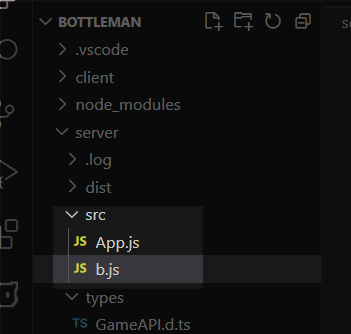 BOTTLEMAN
.vscode
client
node_modules
server
.log
dist
src
JS App.js
JS b.js
types
TS GameAPI.d.ts